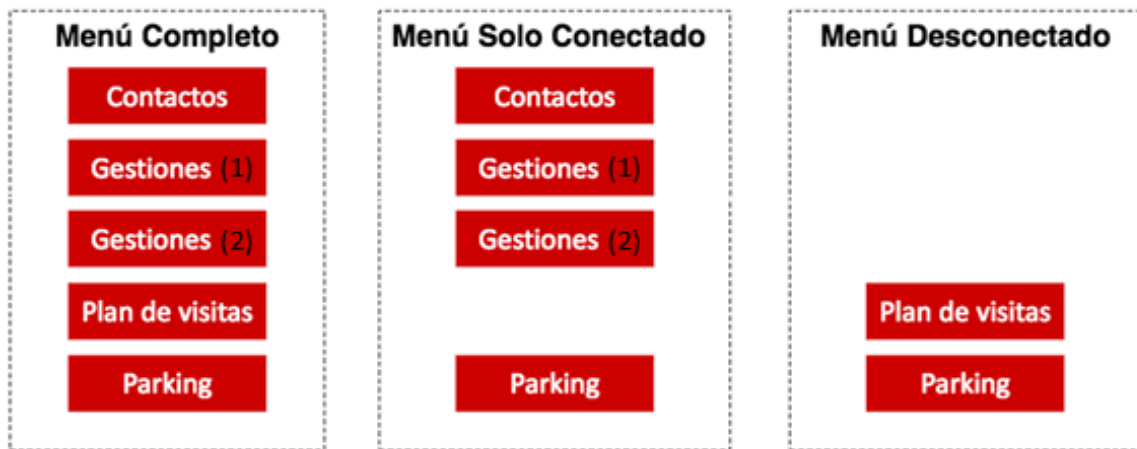 Menú Completo
Contactos
Gestiones (1)
Gestiones (2)
Plan de visitas
Parking
Menú Solo Conectado
Contactos
Gestiones (1)
Gestiones (2)
Parking
Menú Desconectado
Plan de visitas
Parking